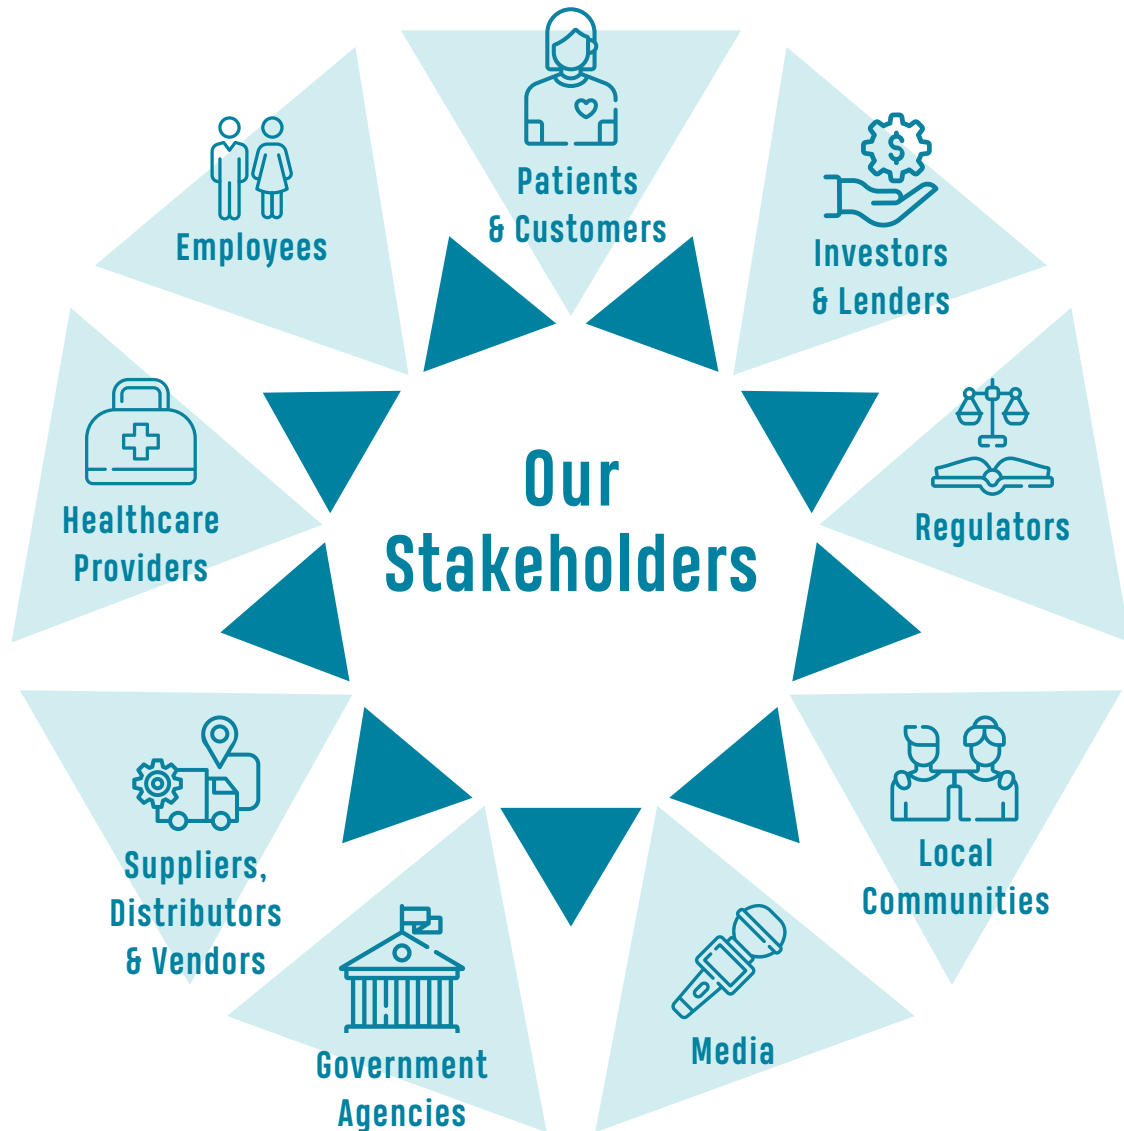 Our
Stakeholders
Patients
& Customers
$
Investors
& Lenders
Regulators
Local
Communities
Media
Government
Agencies
Suppliers,
Distributors
& Vendors
Healthcare
Providers
Employees